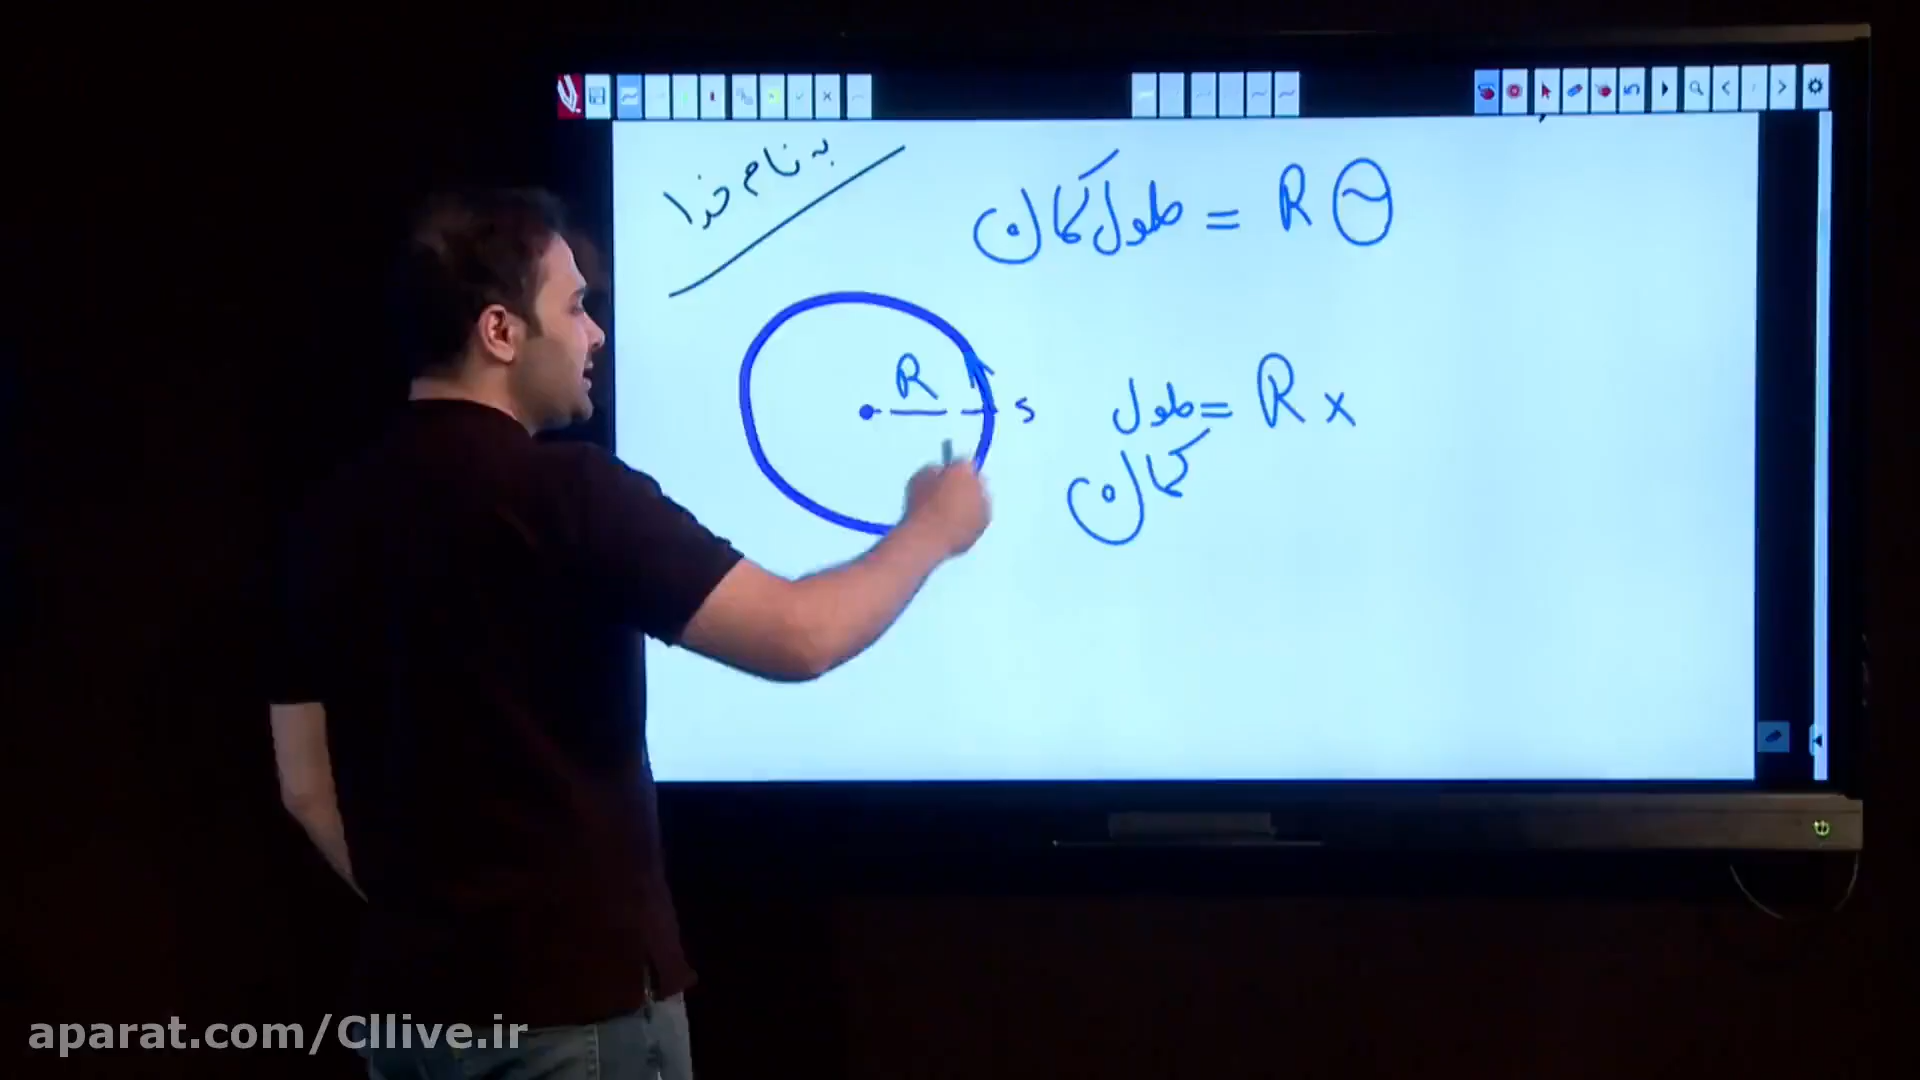 به نام خدا
طول کمان = R θ
R
s
طول = R x
کمان
aparat.com/Cllive.ir